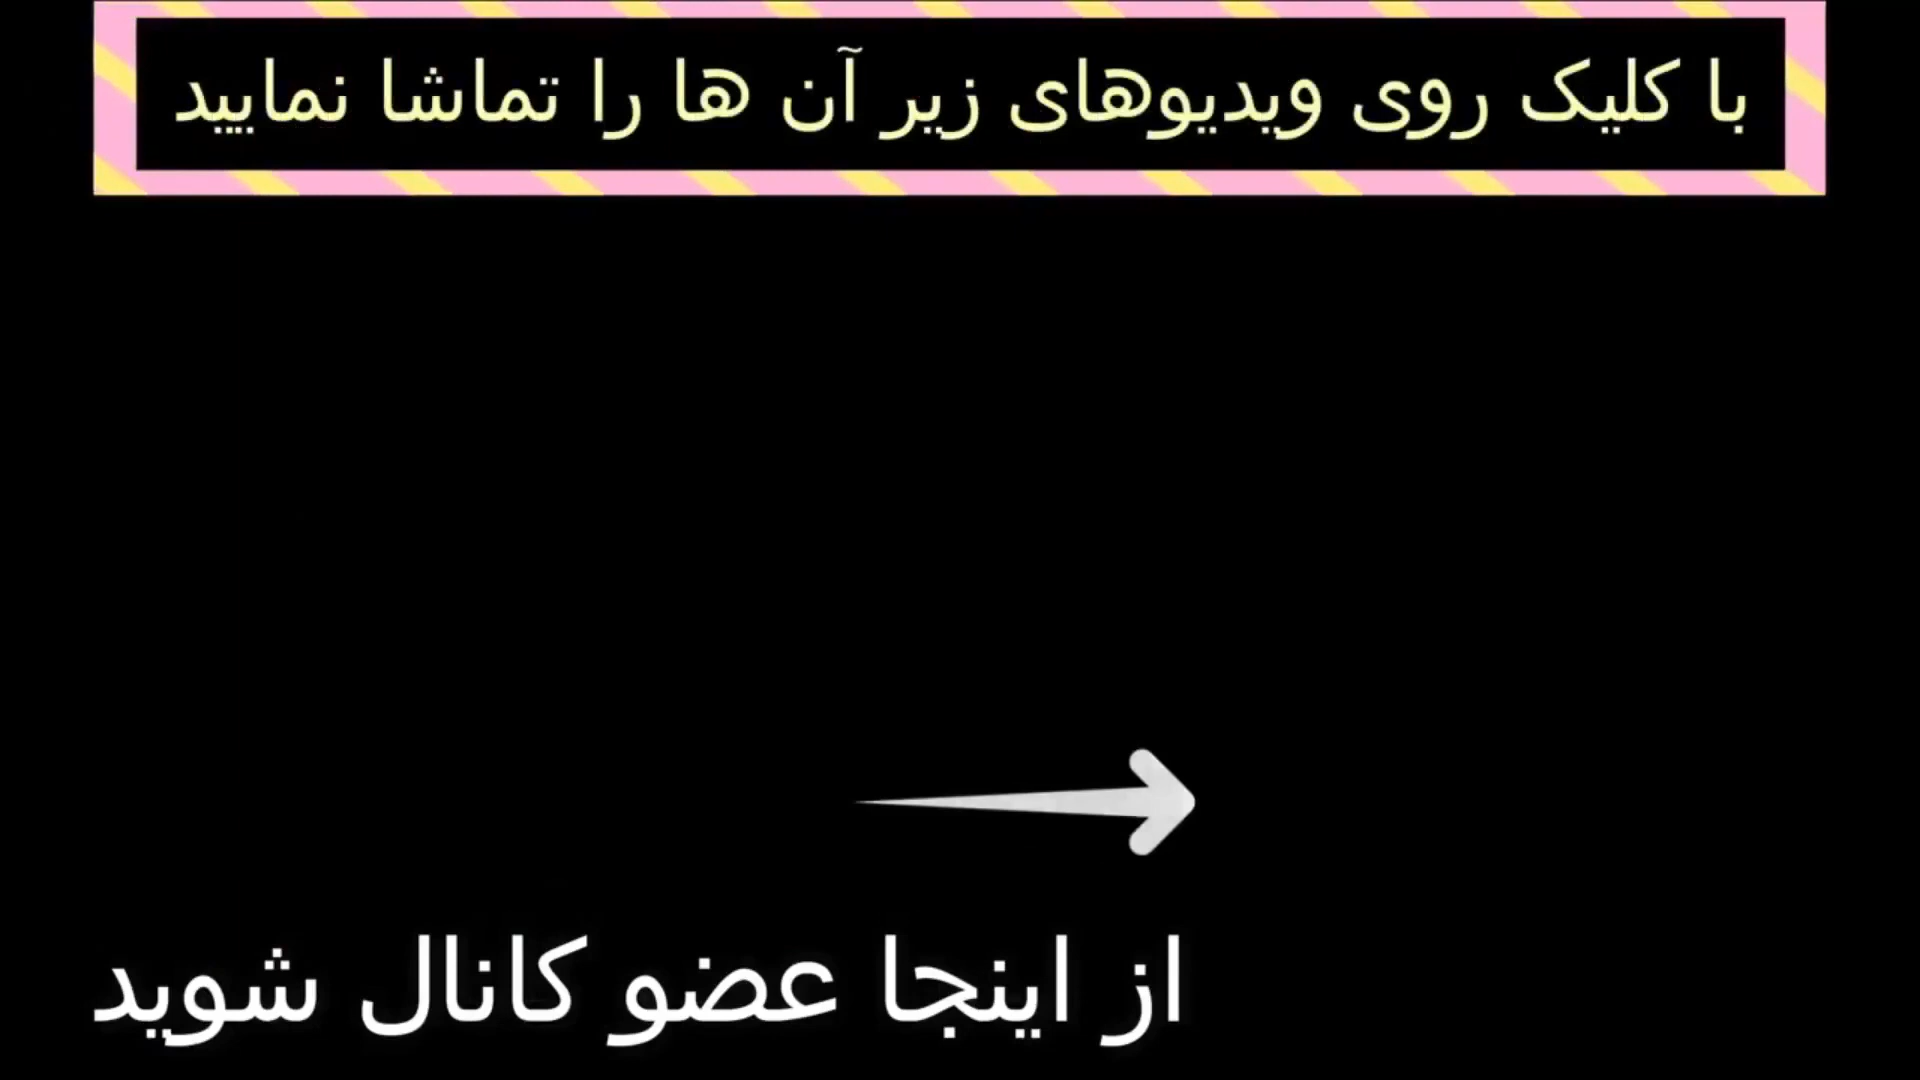 با کلیک روی ویدیوهای زیر آن ها را تماشا نمایید
از اینجا عضو کانال شوید